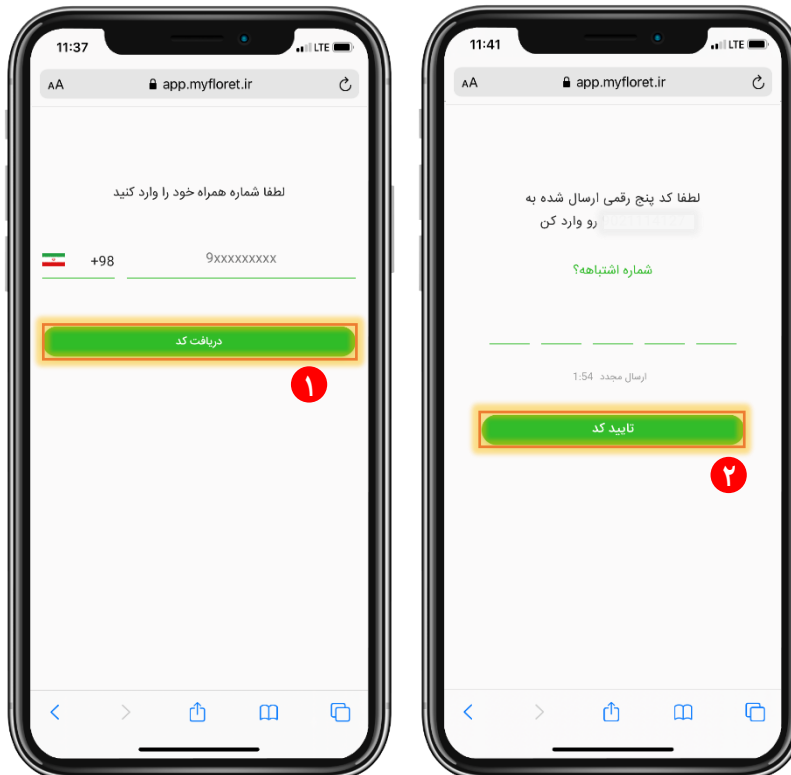 11:37
LTE
AA
app.myfloret.ir
لطفا شماره همراه خود را وارد کنید
+98
9xxxxxxxxx
دریافت کد
۱
11:41
LTE
AA
app.myfloret.ir
لطفا کد پنج رقمی ارسال شده به
رو وارد کن
شماره اشتباهه؟
ارسال مجدد 1:54
تایید کد
۲